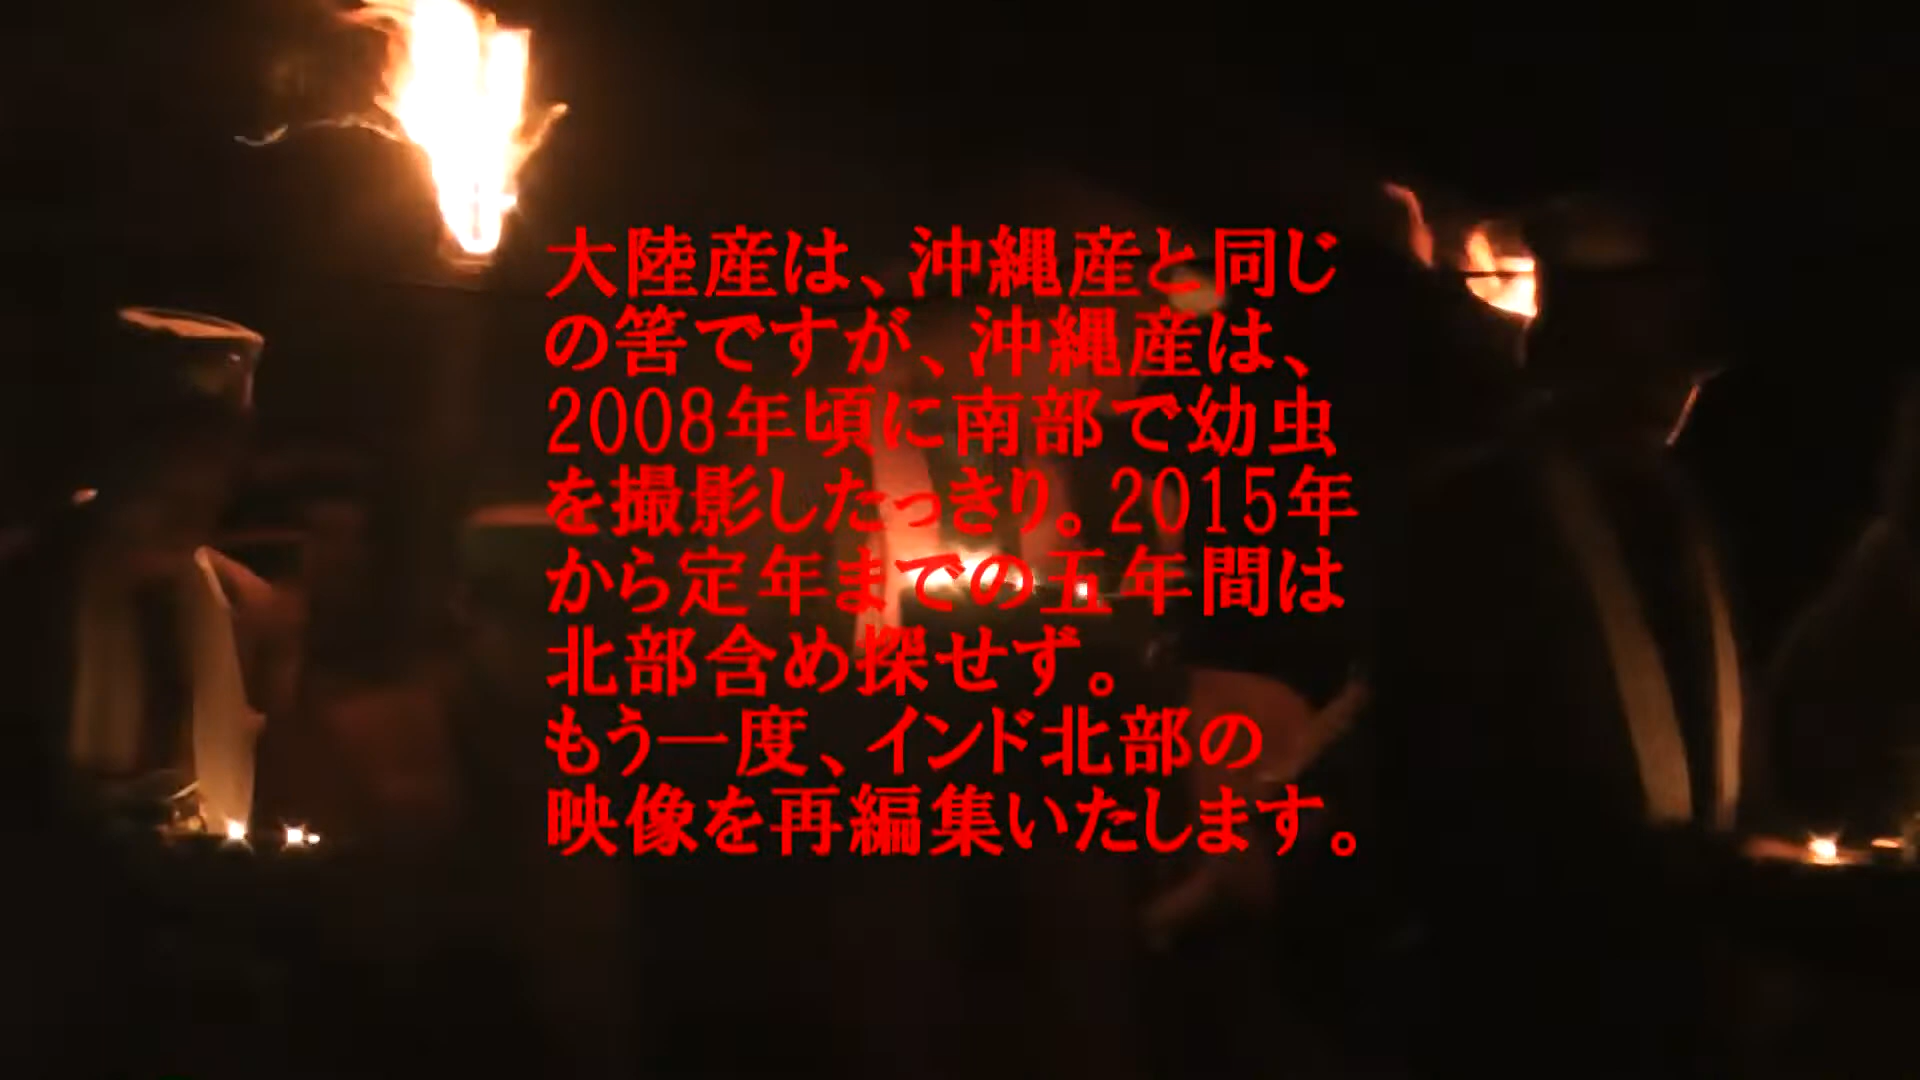 大陸産は、沖縄産と同じ
の筈ですが、沖縄産は、
2008年頃に南部で幼虫
を撮影したっきり。2015年
から定年までの五年間は
北部含め探せず。
もう一度、インド北部の
映像を再編集いたします。